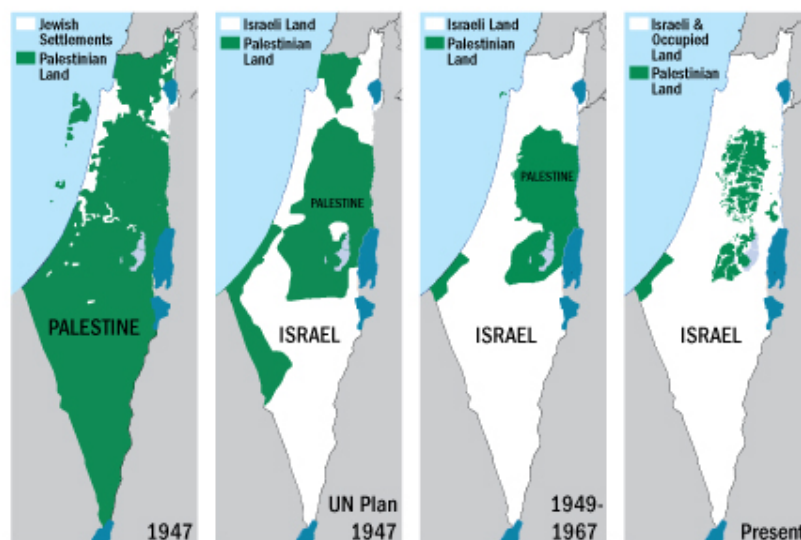 Jewish
Settlements
Palestinian
Land
PALESTINE
1947
Israeli Land
Palestinian
Land
PALESTINE
ISRAEL
UN Plan
1947
Israeli Land
Palestinian
Land
PALESTINE
ISRAEL
1949-
1967
Israeli &
Occupied
Land
Palestinian
Land
ISRAEL
Present